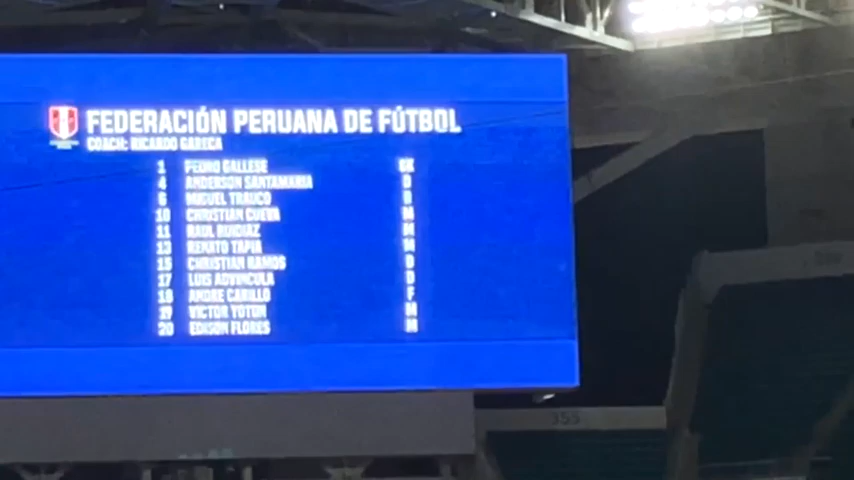 FEDERACIÓN PERUANA DE FÚTBOL
COACH: RICARDO GARECA
1 PEDRO GALLESE GK
4 ANDERSON SANTAMARIA D
6 MIGUEL TRAUCO D
10 CHRISTIAN CUEVA M
11 RAUL RUIDIAZ M
13 RENATO TAPIA M
15 CHRISTIAN RAMOS D
17 LUIS ADVINCULA D
18 ANDRE CARILLO F
19 VICTOR YOTUN M
20 EDISON FLORES M
355